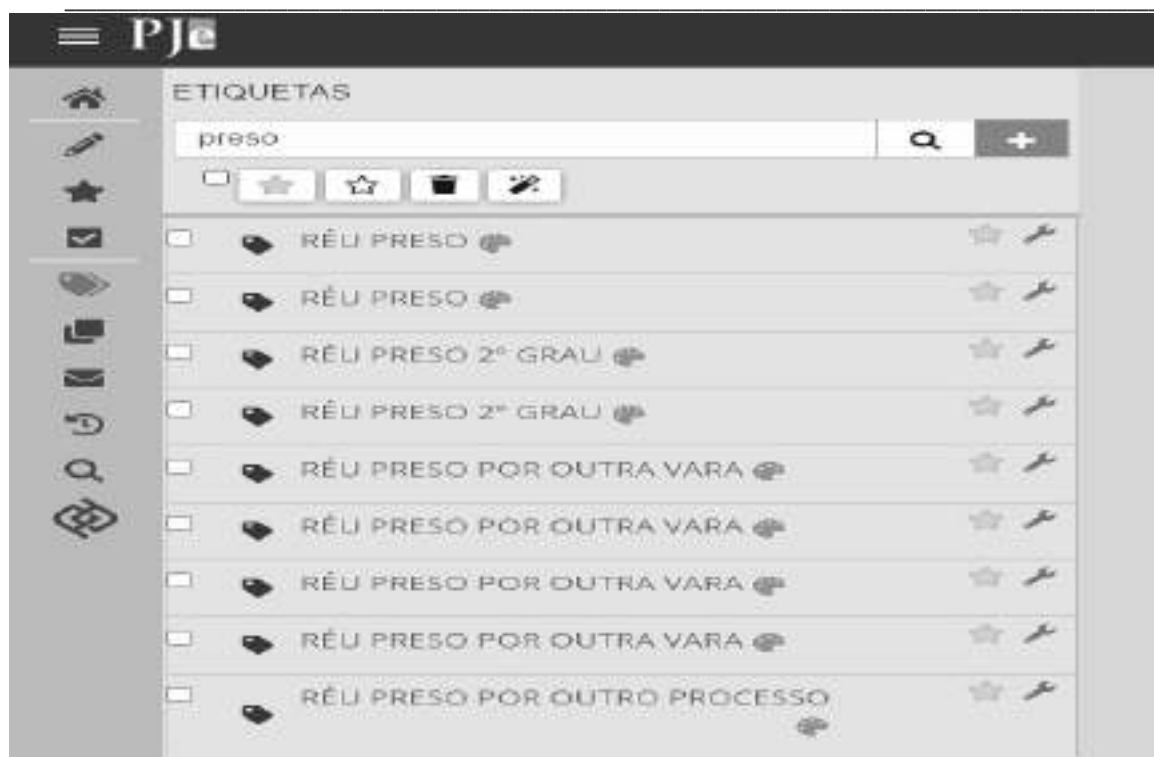 PJe
ETIQUETAS
preso
RÉU PRESO
RÉU PRESO
RÉU PRESO 2º GRAU
RÉU PRESO 2º GRAU
RÉU PRESO POR OUTRA VARA
RÉU PRESO POR OUTRA VARA
RÉU PRESO POR OUTRA VARA
RÉU PRESO POR OUTRA VARA
RÉU PRESO POR OUTRO PROCESSO